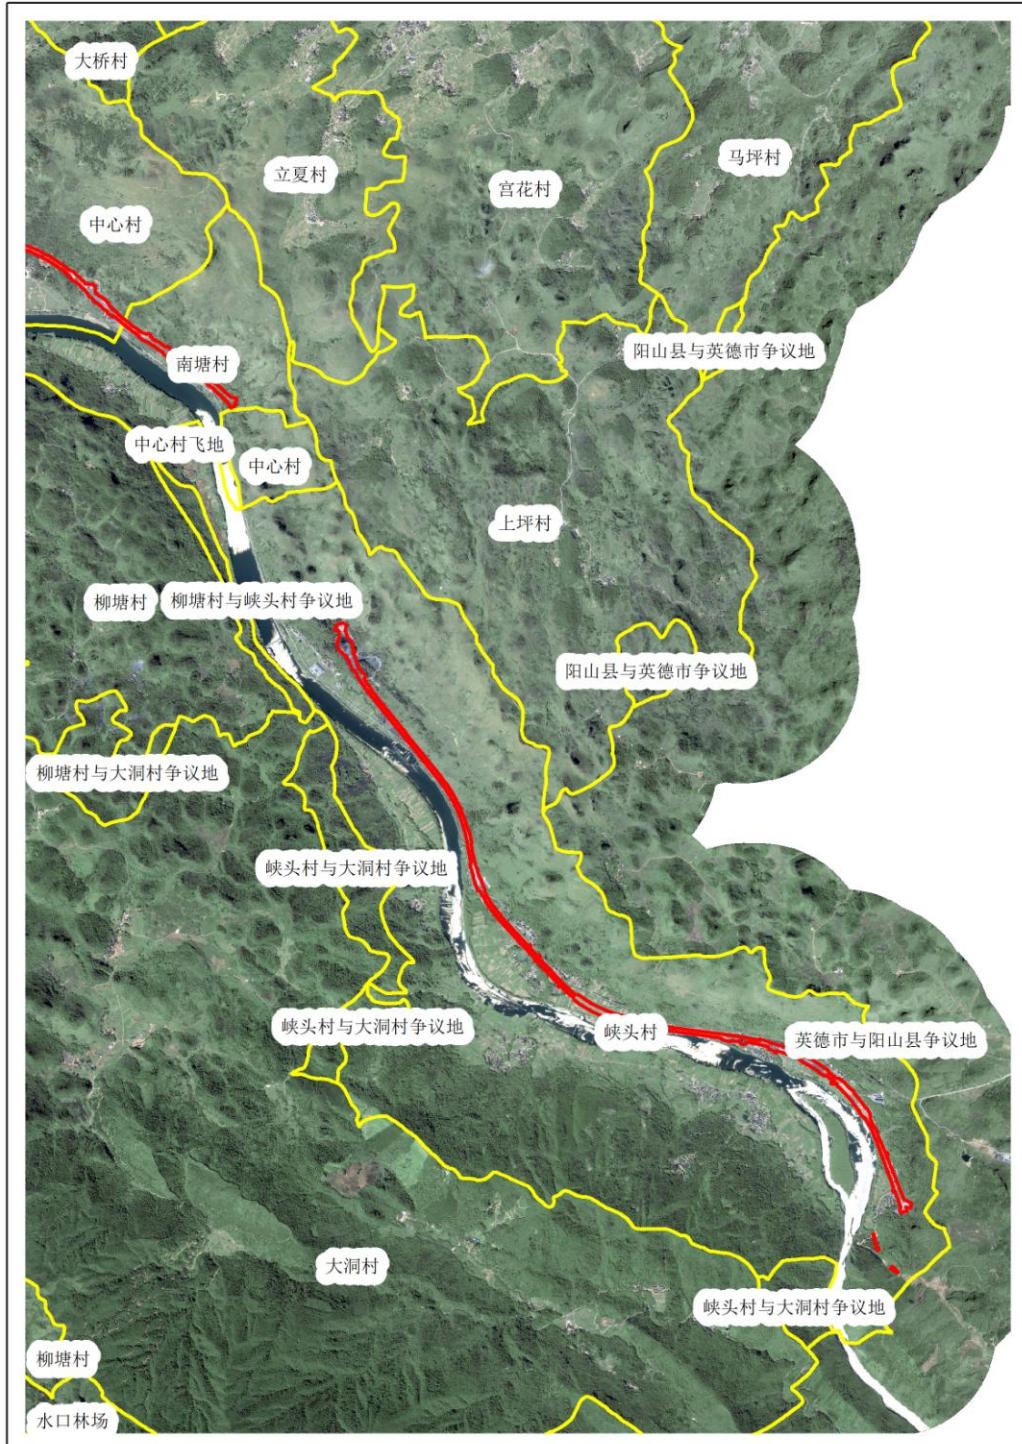 大桥村
马坪村
立夏村
宫花村
中心村
阳山县与英德市争议地
南塘村
中心村飞地
中心村
上坪村
柳塘村
柳塘村与峡头村争议地
阳山县与英德市争议地
柳塘村与大洞村争议地
峡头村与大洞村争议地
峡头村与大洞村争议地
峡头村
英德市与阳山县争议地
大洞村
峡头村与大洞村争议地
柳塘村
水口林场